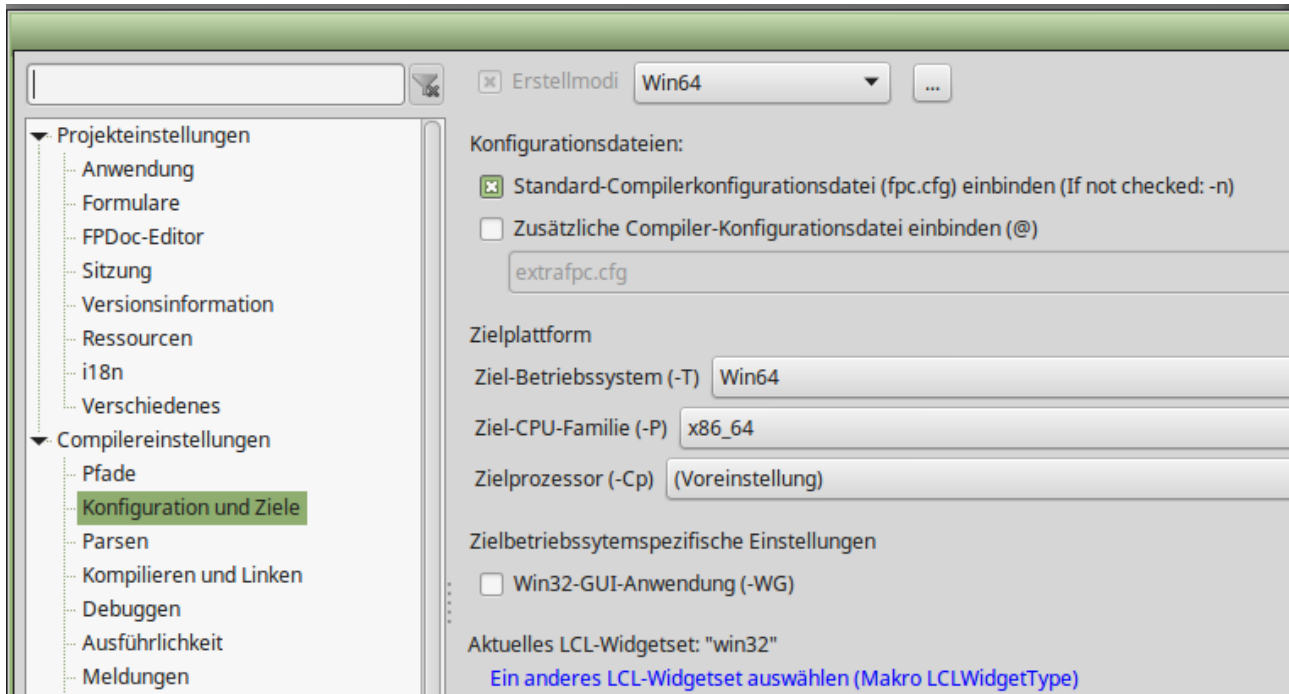 Erstellmodi Win64 ...
Projekteinstellungen
Anwendung
Formulare
FPDoc-Editor
Sitzung
Versionsinformation
Ressourcen
i18n
Verschiedenes
Compilereinstellungen
Pfade
Konfiguration und Ziele
Parsen
Kompilieren und Linken
Debuggen
Ausführlichkeit
Meldungen
Konfigurationsdateien:
Standard-Compilerkonfigurationsdatei (fpc.cfg) einbinden (If not checked: -n)
Zusätzliche Compiler-Konfigurationsdatei einbinden (@)
extrafpc.cfg
Zielplattform
Ziel-Betriebssystem (-T) Win64
Ziel-CPU-Familie (-P) x86_64
Zielprozessor (-Cp) (Voreinstellung)
Zielbetriebssytemspezifische Einstellungen
Win32-GUI-Anwendung (-WG)
Aktuelles LCL-Widgetset: "win32"
Ein anderes LCL-Widgetset auswählen (Makro LCLWidgetType)